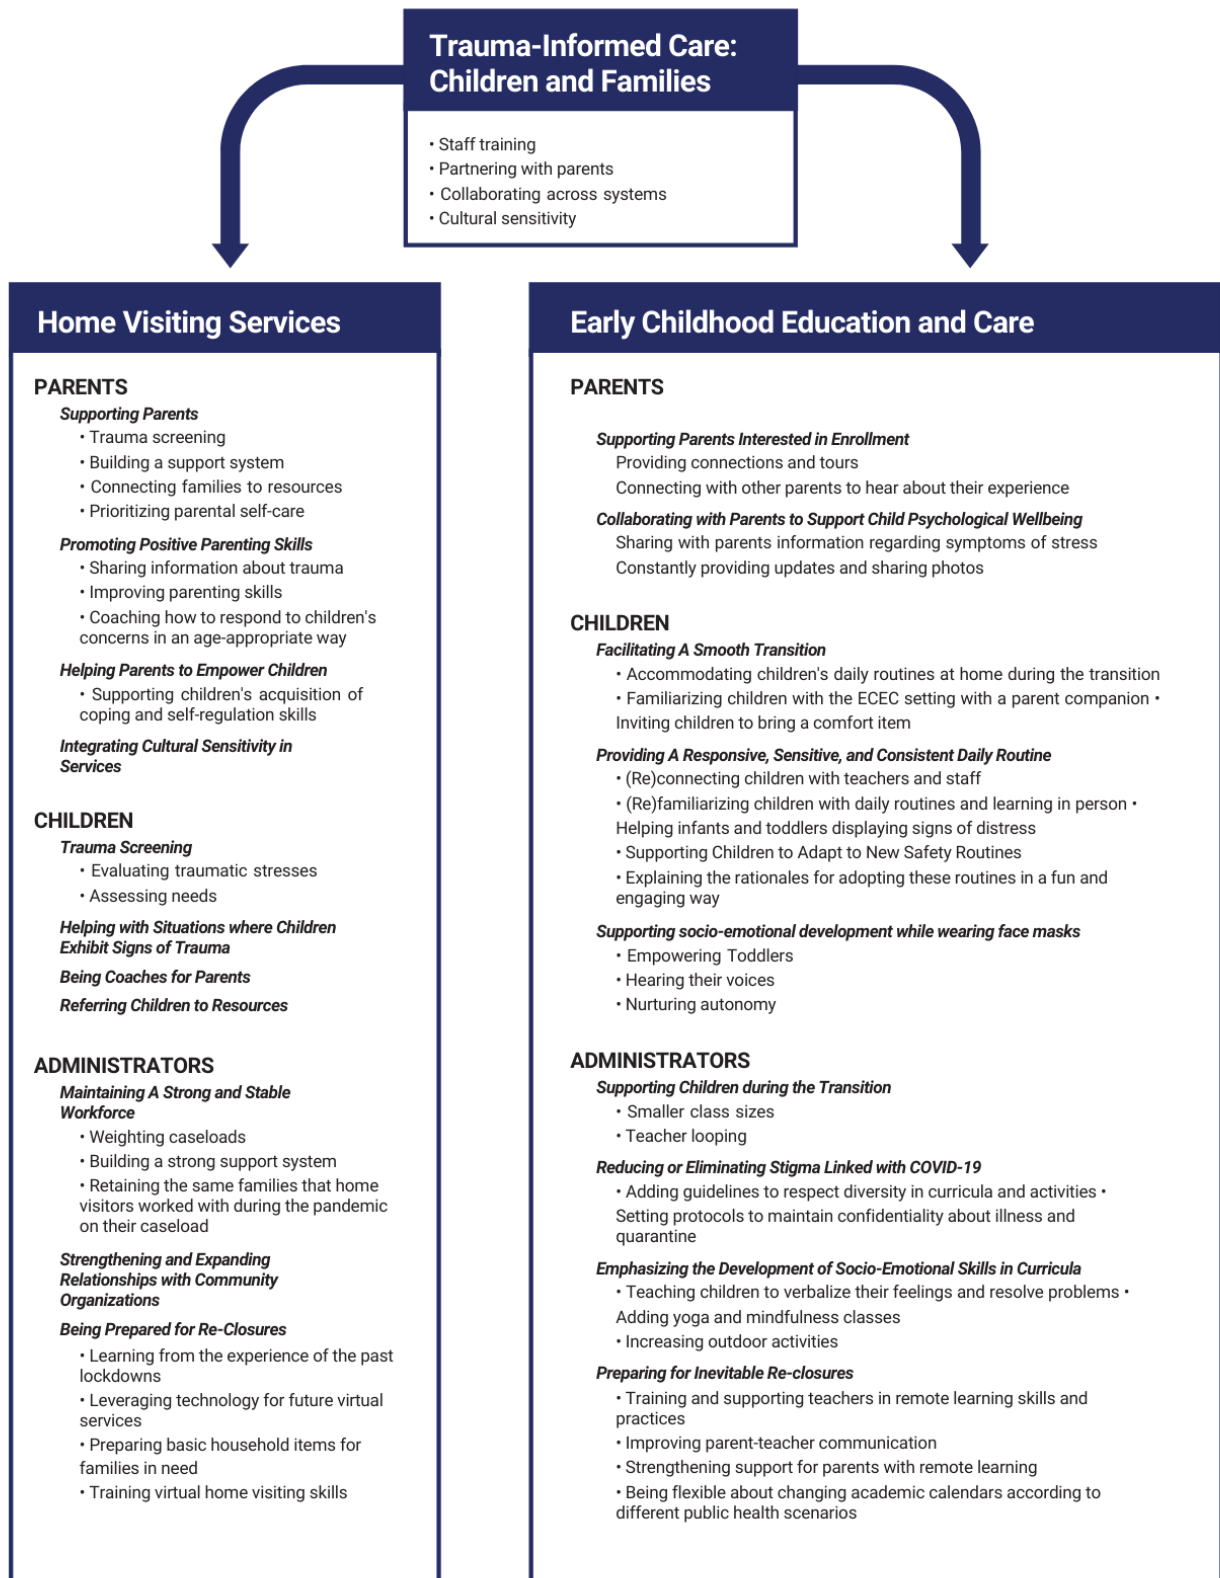 Trauma-Informed Care:
Children and Families
• Staff training
• Partnering with parents
• Collaborating across systems
• Cultural sensitivity
Home Visiting Services
PARENTS
Supporting Parents
• Trauma screening
• Building a support system
• Connecting families to resources
• Prioritizing parental self-care
Promoting Positive Parenting Skills
• Sharing information about trauma
• Improving parenting skills
• Coaching how to respond to children's
concerns in an age-appropriate way
Helping Parents to Empower Children
• Supporting children's acquisition of
coping and self-regulation skills
Integrating Cultural Sensitivity in
Services
CHILDREN
Trauma Screening
• Evaluating traumatic stresses
• Assessing needs
Helping with Situations where Children
Exhibit Signs of Trauma
Being Coaches for Parents
Referring Children to Resources
ADMINISTRATORS
Maintaining A Strong and Stable
Workforce
• Weighting caseloads
• Building a strong support system
• Retaining the same families that home
visitors worked with during the pandemic
on their caseload
Strengthening and Expanding
Relationships with Community
Organizations
Being Prepared for Re-Closures
• Learning from the experience of the past
lockdowns
• Leveraging technology for future virtual
services
• Preparing basic household items for
families in need
• Training virtual home visiting skills
Early Childhood Education and Care
PARENTS
Supporting Parents Interested in Enrollment
Providing connections and tours
Connecting with other parents to hear about their experience
Collaborating with Parents to Support Child Psychological Wellbeing
Sharing with parents information regarding symptoms of stress
Constantly providing updates and sharing photos
CHILDREN
Facilitating A Smooth Transition
• Accommodating children's daily routines at home during the transition
• Familiarizing children with the ECEC setting with a parent companion •
Inviting children to bring a comfort item
Providing A Responsive, Sensitive, and Consistent Daily Routine
• (Re)connecting children with teachers and staff
• (Re)familiarizing children with daily routines and learning in person •
Helping infants and toddlers displaying signs of distress
• Supporting Children to Adapt to New Safety Routines
• Explaining the rationales for adopting these routines in a fun and
engaging way
Supporting socio-emotional development while wearing face masks
• Empowering Toddlers
• Hearing their voices
• Nurturing autonomy
ADMINISTRATORS
Supporting Children during the Transition
• Smaller class sizes
• Teacher looping
Reducing or Eliminating Stigma Linked with COVID-19
• Adding guidelines to respect diversity in curricula and activities •
Setting protocols to maintain confidentiality about illness and
quarantine
Emphasizing the Development of Socio-Emotional Skills in Curricula
• Teaching children to verbalize their feelings and resolve problems •
Adding yoga and mindfulness classes
• Increasing outdoor activities
Preparing for Inevitable Re-closures
• Training and supporting teachers in remote learning skills and
practices
• Improving parent-teacher communication
• Strengthening support for parents with remote learning
• Being flexible about changing academic calendars according to
different public health scenarios